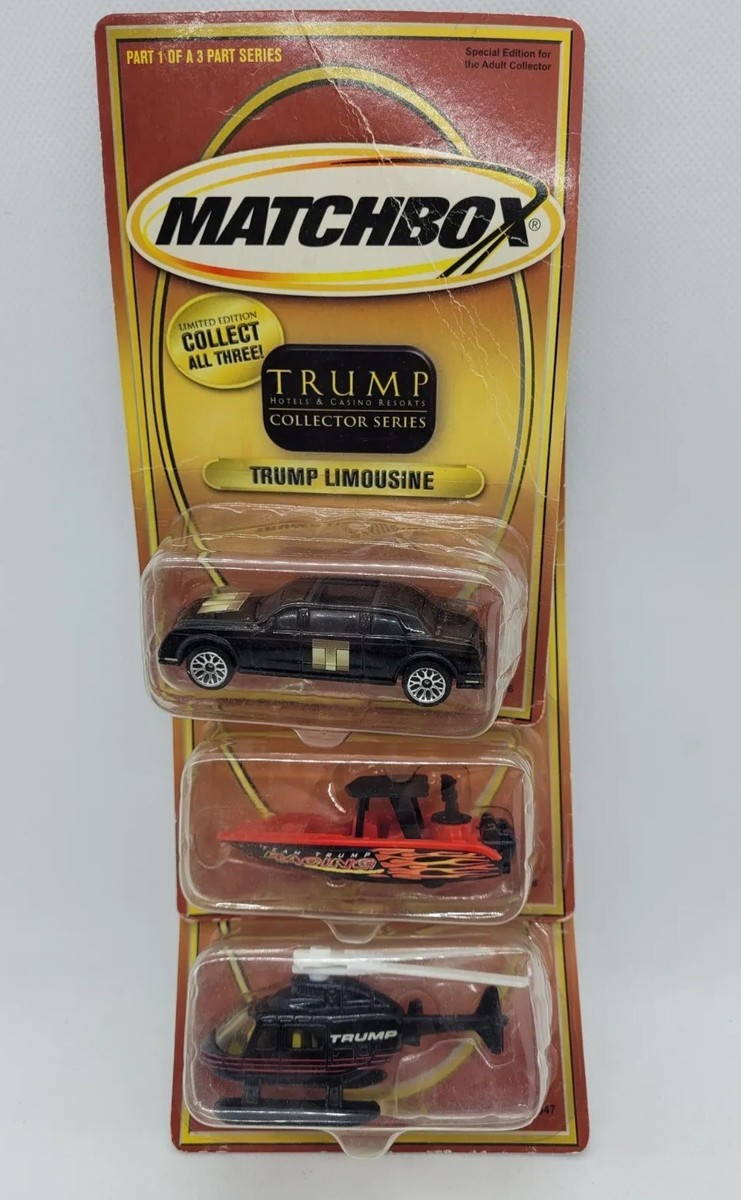 PART 1 OF A 3 PART SERIES
Special Edition for
the Adult Collector
MATCHBOX®
LIMITED EDITION
COLLECT
ALL THREE!
TRUMP
HOTELS & CASINO RESORTS
COLLECTOR SERIES
TRUMP LIMOUSINE
T
TEAM TRUMP
RACING
TRUMP
47